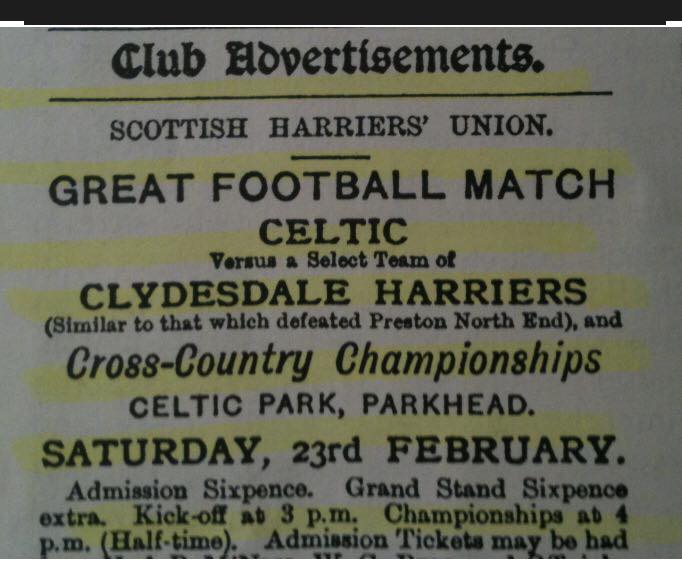 Club Advertisements.
SCOTTISH HARRIERS' UNION.
GREAT FOOTBALL MATCH
CELTIC
Versus a Select Team of
CLYDESDALE HARRIERS
(Similar to that which defeated Preston North End), and
Cross-Country Championships
CELTIC PARK, PARKHEAD.
SATURDAY, 23rd FEBRUARY.
Admission Sixpence. Grand Stand Sixpence
extra. Kick-off at 3 p.m. Championships at 4
p.m. (Half-time). Admission Tickets may be had